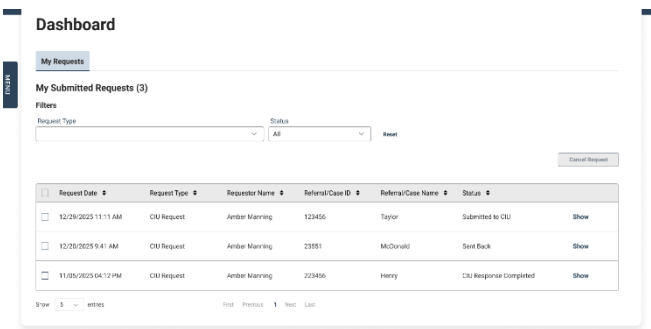 Dashboard
MENU
My Requests
My Submitted Requests (3)
Filters
Request Type Status
All Reset
Cancel Request
Request Date Request Type Requestor Name Referral/Case ID Referral/Case Name Status
12/29/2025 11:11 AM CIU Request Amber Manning 123456 Taylor Submitted to CIU Show
12/20/2025 9:41 AM CIU Request Amber Manning 23551 McDonald Sent Back Show
11/05/2025 04:12 PM CIU Request Amber Manning 223456 Henry CIU Response Completed Show
Show 5 entries First Previous 1 Next Last